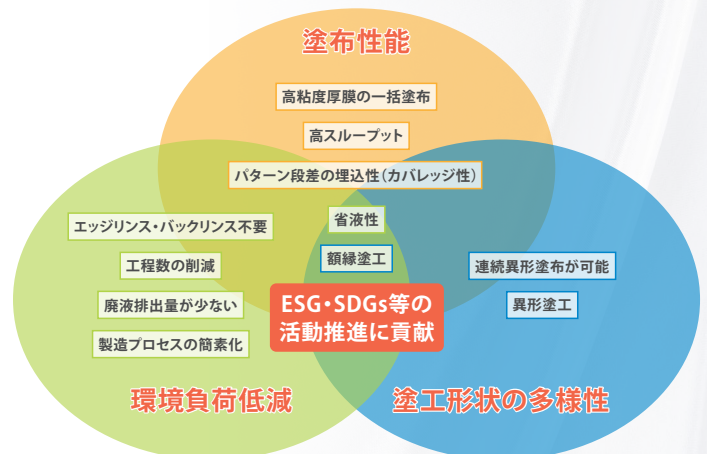 塗布性能
高粘度厚膜の一括塗布
高スループット
パターン段差の埋込性(カバレッジ性)
エッジリンス・バックリンス不要
省液性
工程数の削減
額縁塗工
連続異形塗布が可能
廃液排出量が少ない
ESG・SDGs等の
活動推進に貢献
異形塗工
製造プロセスの簡素化
環境負荷低減
塗工形状の多様性